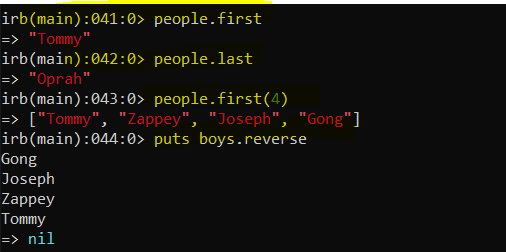 irb(main):041:0> people.first
=> "Tommy"
irb(main):042:0> people.last
=> "Oprah"
irb(main):043:0> people.first(4)
=> ["Tommy", "Zappey", "Joseph", "Gong"]
irb(main):044:0> puts boys.reverse
Gong
Joseph
Zappey
Tommy
=> nil